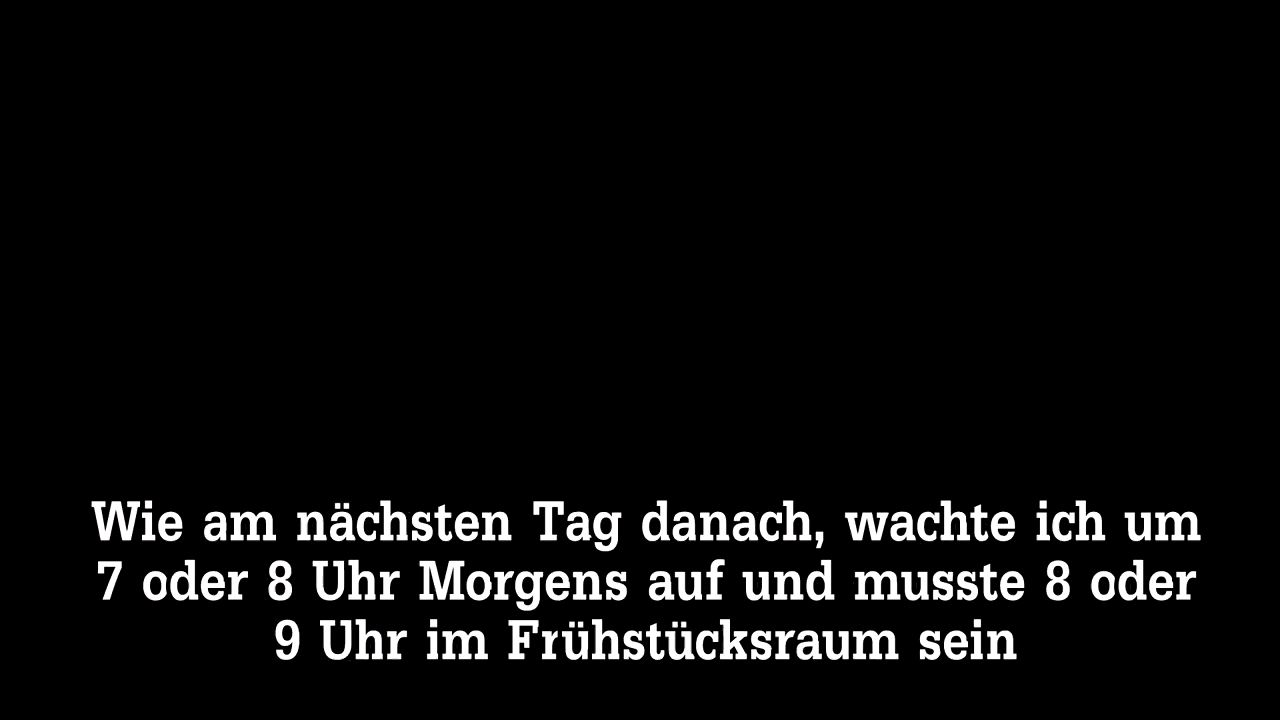 Wie am nächsten Tag danach, wachte ich um
7 oder 8 Uhr Morgens auf und musste 8 oder
9 Uhr im Frühstücksraum sein